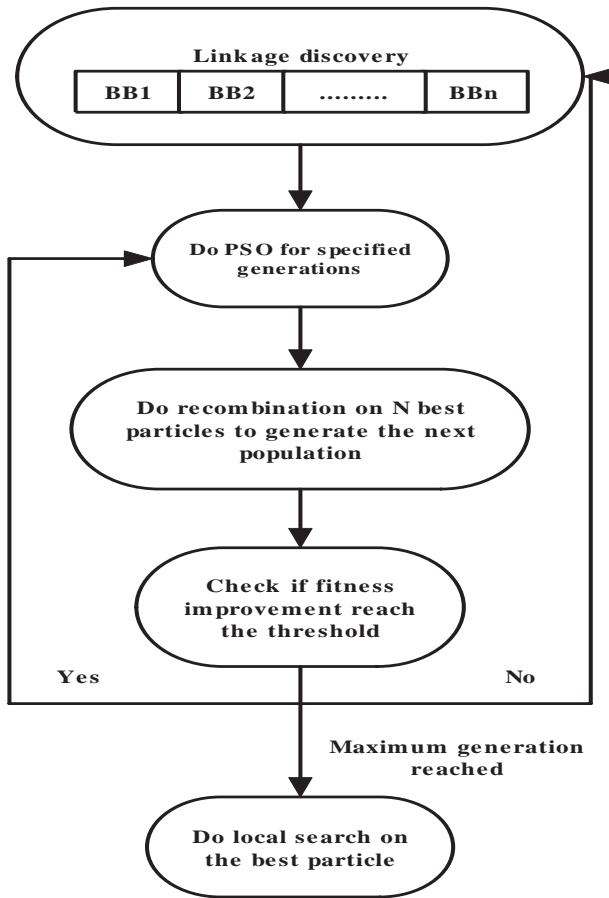 Linkage discovery
BB1 BB2 ......... BBn
Do PSO for specified
generations
Do recombination on N best
particles to generate the next
population
Check if fitness
improvement reach
the threshold
Yes No
Maximum generation
reached
Do local search on
the best particle